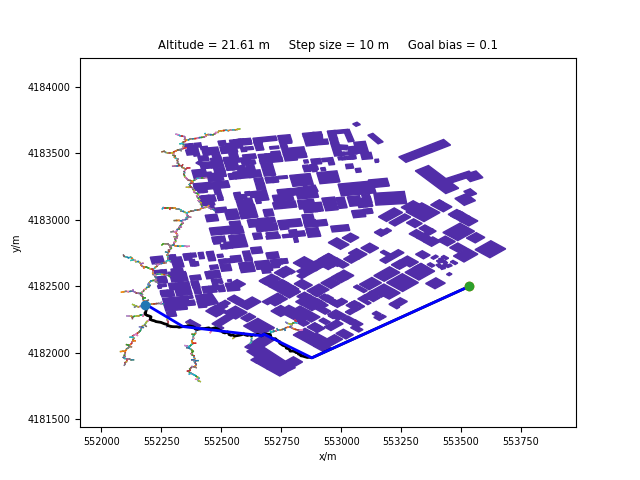 Altitude = 21.61 m Step size = 10 m Goal bias = 0.1
4184000
4183500
4183000
4182500
4182000
4181500
y/m
552000 552250 552500 552750 553000 553250 553500 553750
x/m